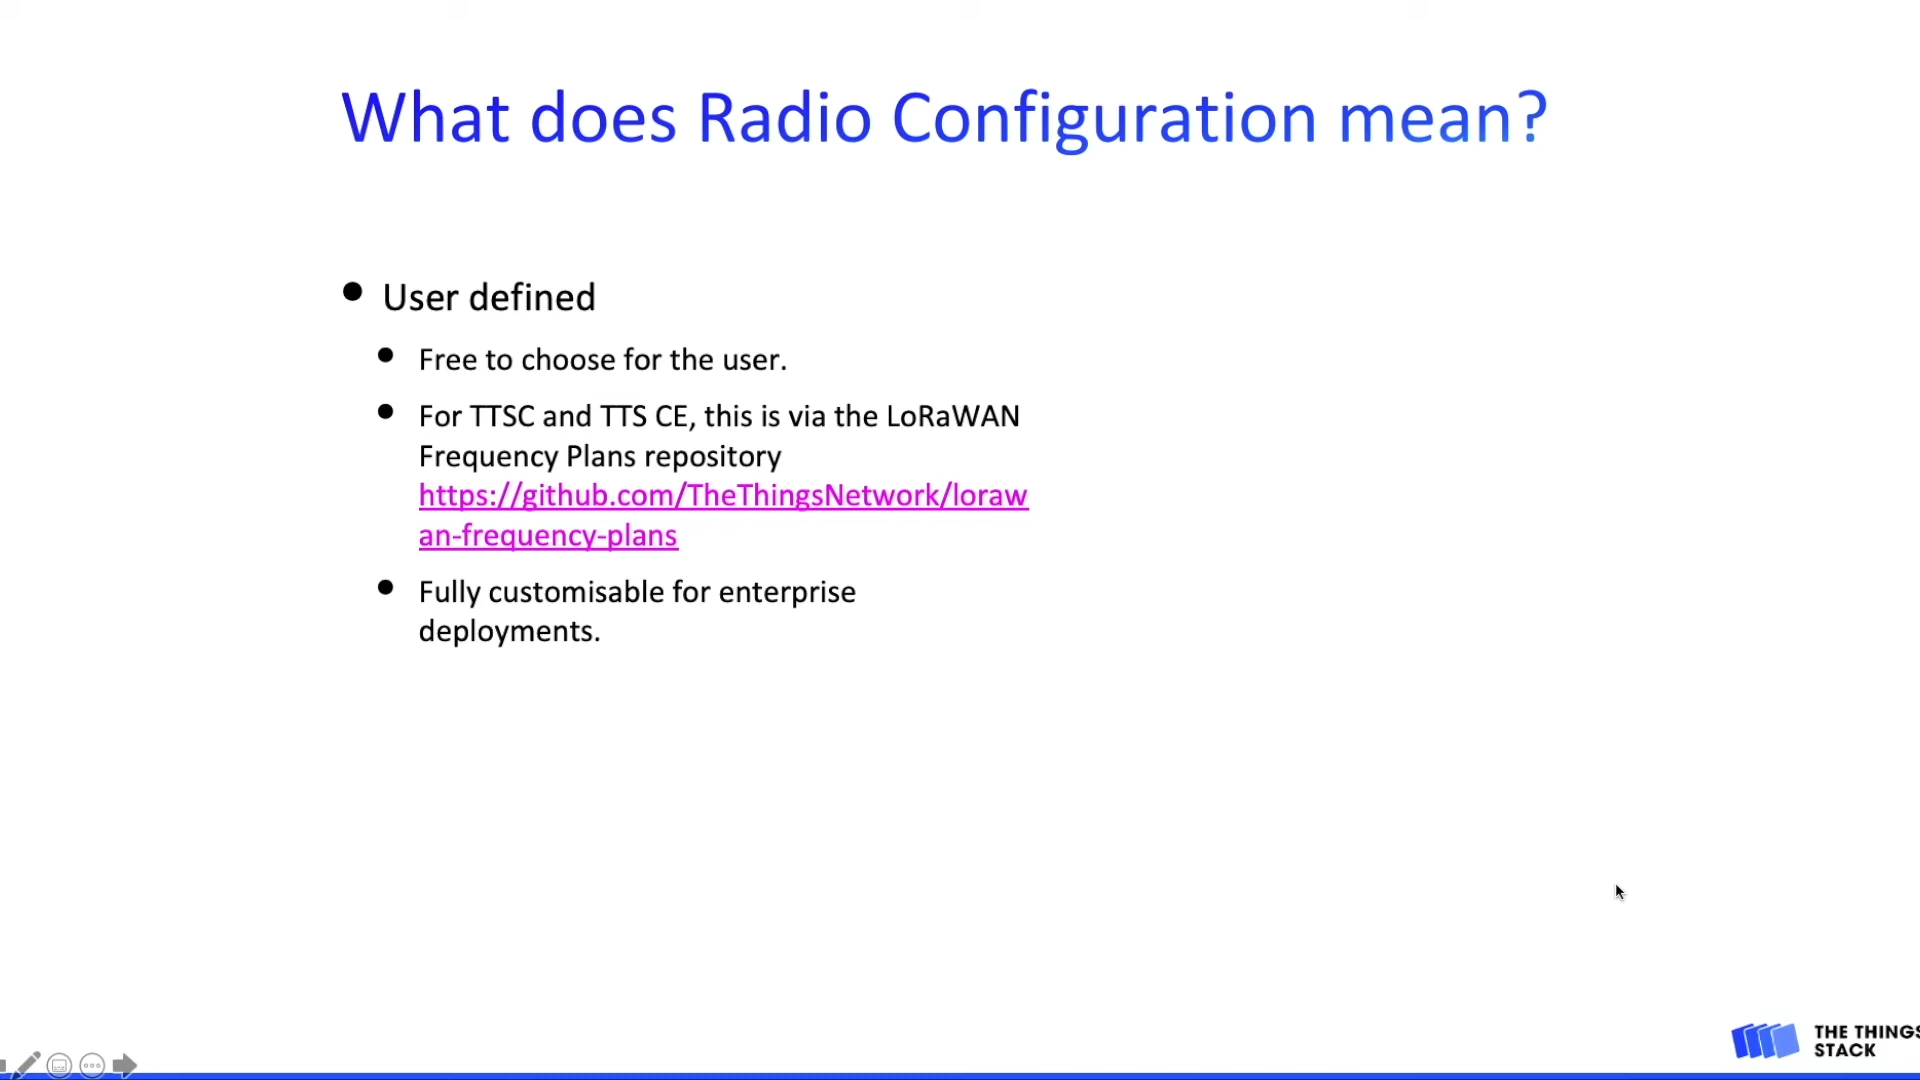 What does Radio Configuration mean?
User defined
Free to choose for the user.
For TTSC and TTS CE, this is via the LoRaWAN
Frequency Plans repository
https://github.com/TheThingsNetwork/loraw
an-frequency-plans
Fully customisable for enterprise
deployments.
THE THINGS
STACK